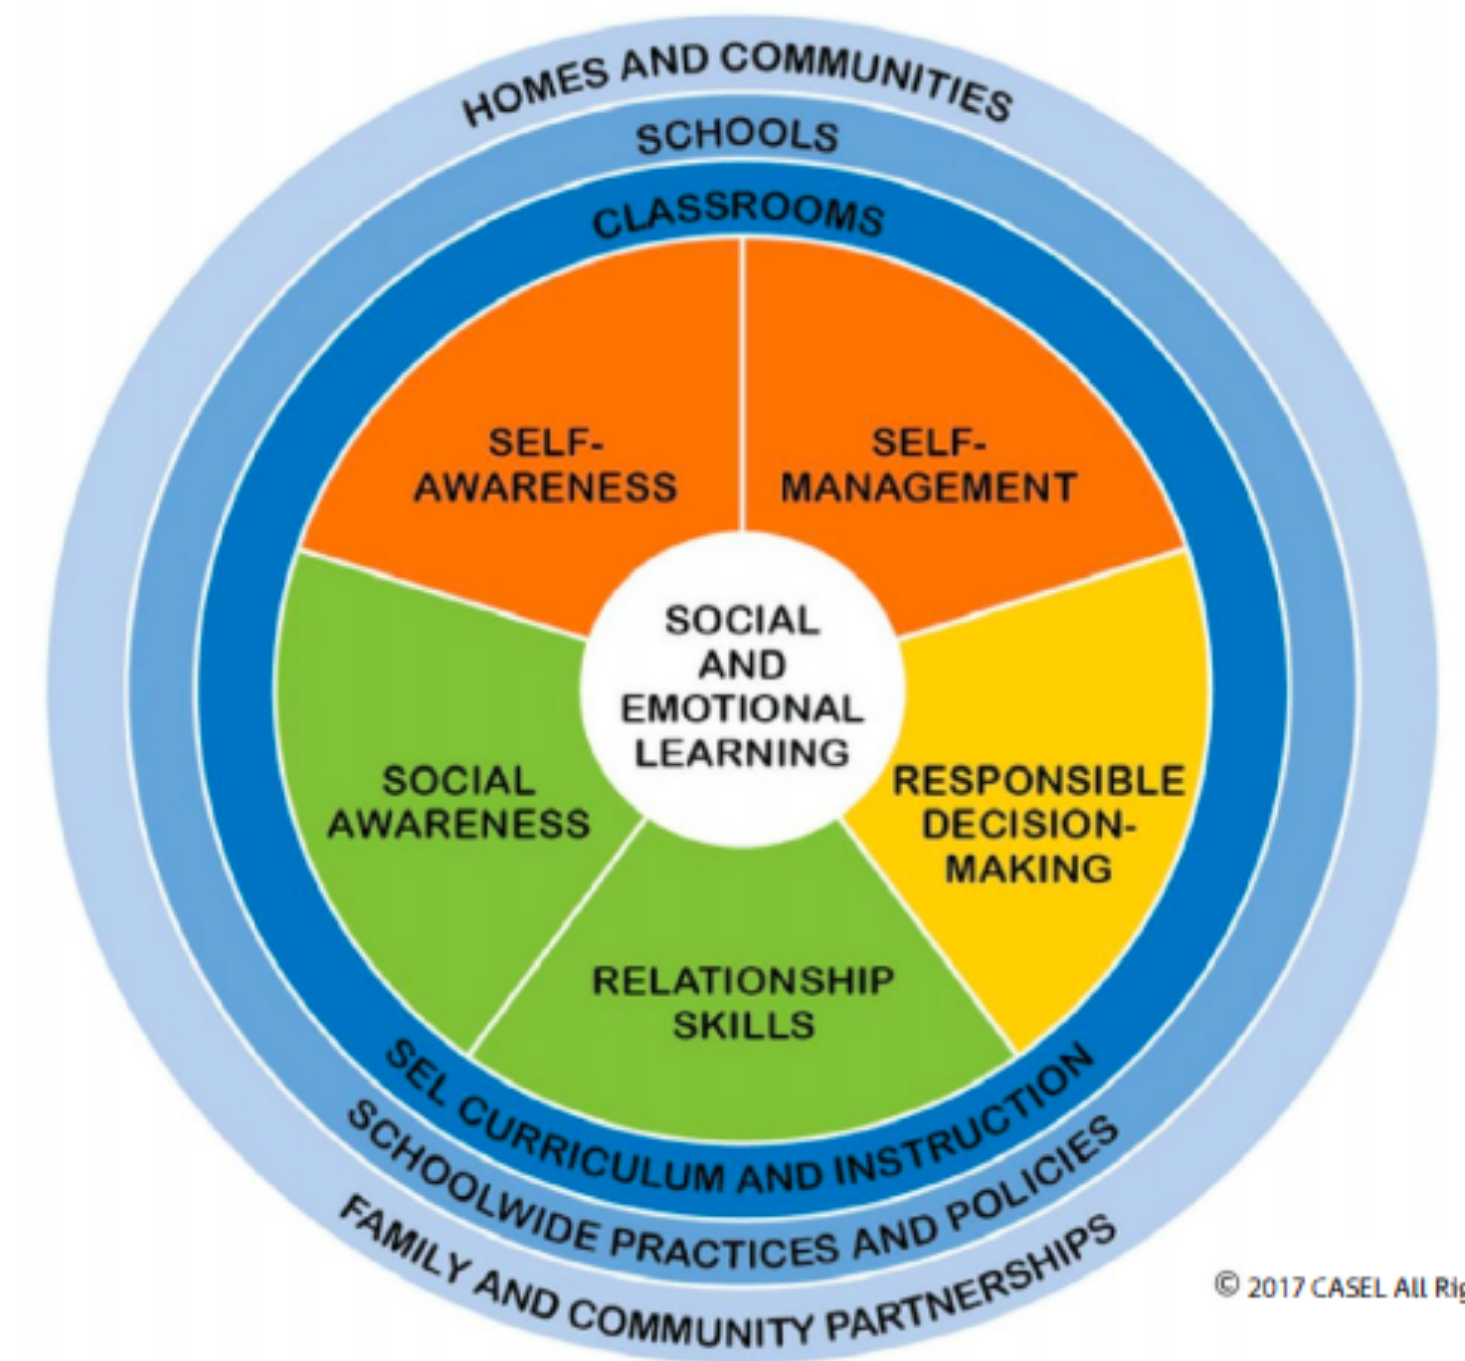 HOMES AND COMMUNITIES
SCHOOLS
CLASSROOMS
SELF-
AWARENESS
SELF-
MANAGEMENT
SOCIAL
AND
EMOTIONAL
LEARNING
SOCIAL
AWARENESS
RESPONSIBLE
DECISION-
MAKING
RELATIONSHIP
SKILLS
SEL CURRICULUM AND INSTRUCTION
SCHOOLWIDE PRACTICES AND POLICIES
FAMILY AND COMMUNITY PARTNERSHIPS
© 2017 CASEL All